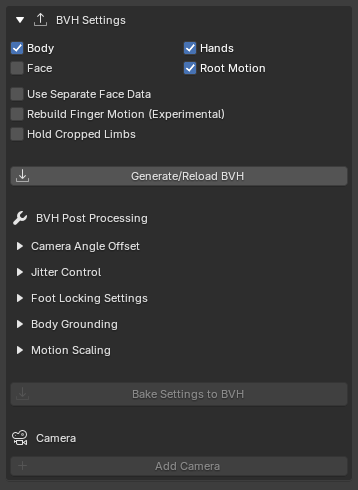 BVH Settings
Body Hands
Face Root Motion
Use Separate Face Data
Rebuild Finger Motion (Experimental)
Hold Cropped Limbs
Generate/Reload BVH
BVH Post Processing
Camera Angle Offset
Jitter Control
Foot Locking Settings
Body Grounding
Motion Scaling
Bake Settings to BVH
Camera
Add Camera